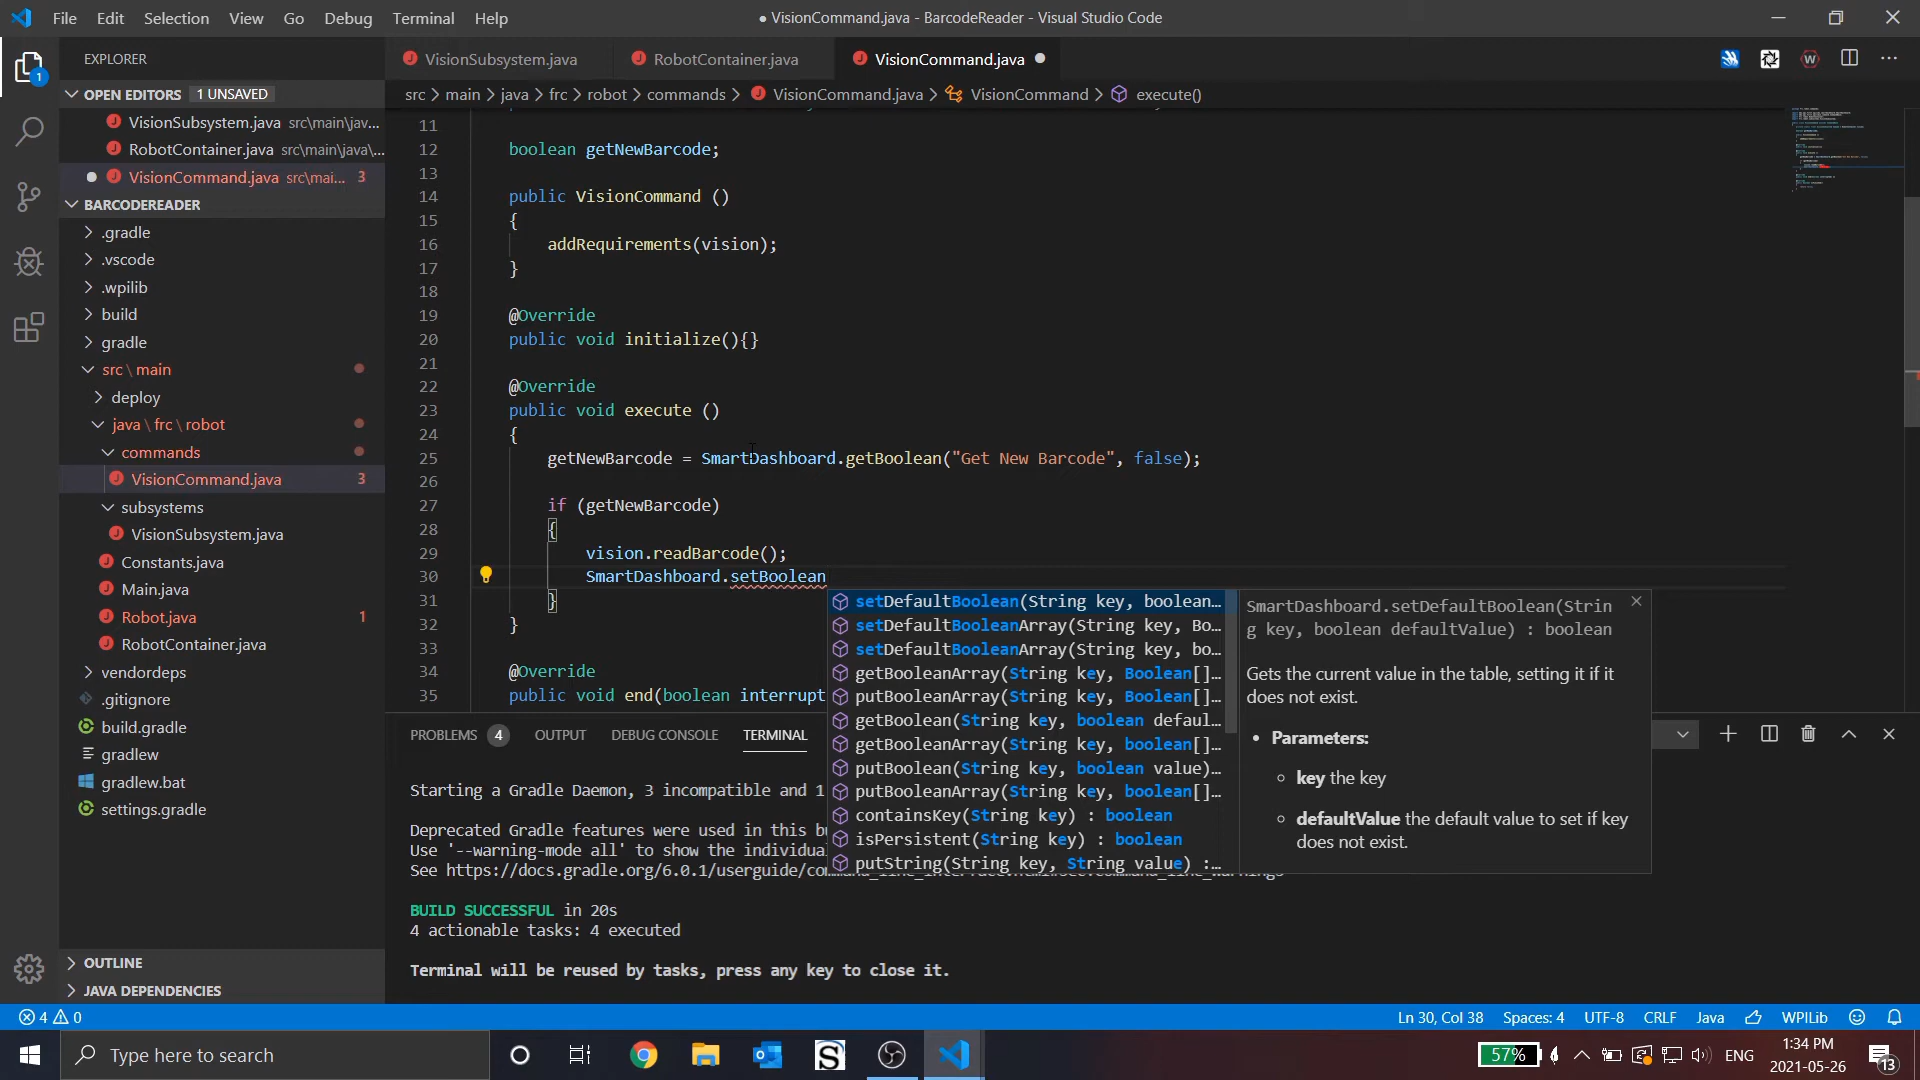 File Edit Selection View Go Debug Terminal Help
● VisionCommand.java - BarcodeReader - Visual Studio Code
EXPLORER
OPEN EDITORS 1 UNSAVED
VisionSubsystem.java src\main\jav...
RobotContainer.java src\main\java\...
VisionCommand.java src\mai... 3
BARCODEREADER
.gradle
.vscode
.wpilib
build
gradle
src \ main
deploy
java \ frc \ robot
commands
VisionCommand.java 3
subsystems
VisionSubsystem.java
Constants.java
Main.java
Robot.java 1
RobotContainer.java
vendordeps
.gitignore
build.gradle
gradlew
gradlew.bat
settings.gradle
OUTLINE
JAVA DEPENDENCIES
VisionSubsystem.java RobotContainer.java VisionCommand.java
src > main > java > frc > robot > commands > VisionCommand.java > VisionCommand > execute()
11
12 boolean getNewBarcode;
13
14 public VisionCommand ()
15 {
16 addRequirements(vision);
17 }
18
19 @Override
20 public void initialize(){}
21
22 @Override
23 public void execute ()
24 {
25 getNewBarcode = SmartDashboard.getBoolean("Get New Barcode", false);
26
27 if (getNewBarcode)
28 {
29 vision.readBarcode();
30 SmartDashboard.setBoolean
31 }
32 }
33
34 @Override
35 public void end(boolean interrupt
setDefaultBoolean(String key, boolean...
setDefaultBooleanArray(String key, Bo...
setDefaultBooleanArray(String key, bo...
getBooleanArray(String key, Boolean[]...
putBooleanArray(String key, Boolean[]...
getBoolean(String key, boolean defaul...
getBooleanArray(String key, boolean[]...
putBoolean(String key, boolean value)...
putBooleanArray(String key, boolean[]...
containsKey(String key) : boolean
isPersistent(String key) : boolean
putString(String key, String value) :...
SmartDashboard.setDefaultBoolean(Strin
g key, boolean defaultValue) : boolean
Gets the current value in the table, setting it if it
does not exist.
• Parameters:
○ key the key
○ defaultValue the default value to set if key
does not exist.
PROBLEMS 4 OUTPUT DEBUG CONSOLE TERMINAL
Starting a Gradle Daemon, 3 incompatible and 1
Deprecated Gradle features were used in this bu
Use '--warning-mode all' to show the individua
See https://docs.gradle.org/6.0.1/userguide/
BUILD SUCCESSFUL in 20s
4 actionable tasks: 4 executed
Terminal will be reused by tasks, press any key to close it.
4 0
Ln 30, Col 38 Spaces: 4 UTF-8 CRLF Java WPILib
Type here to search
57% ENG
1:34 PM
2021-05-26
13